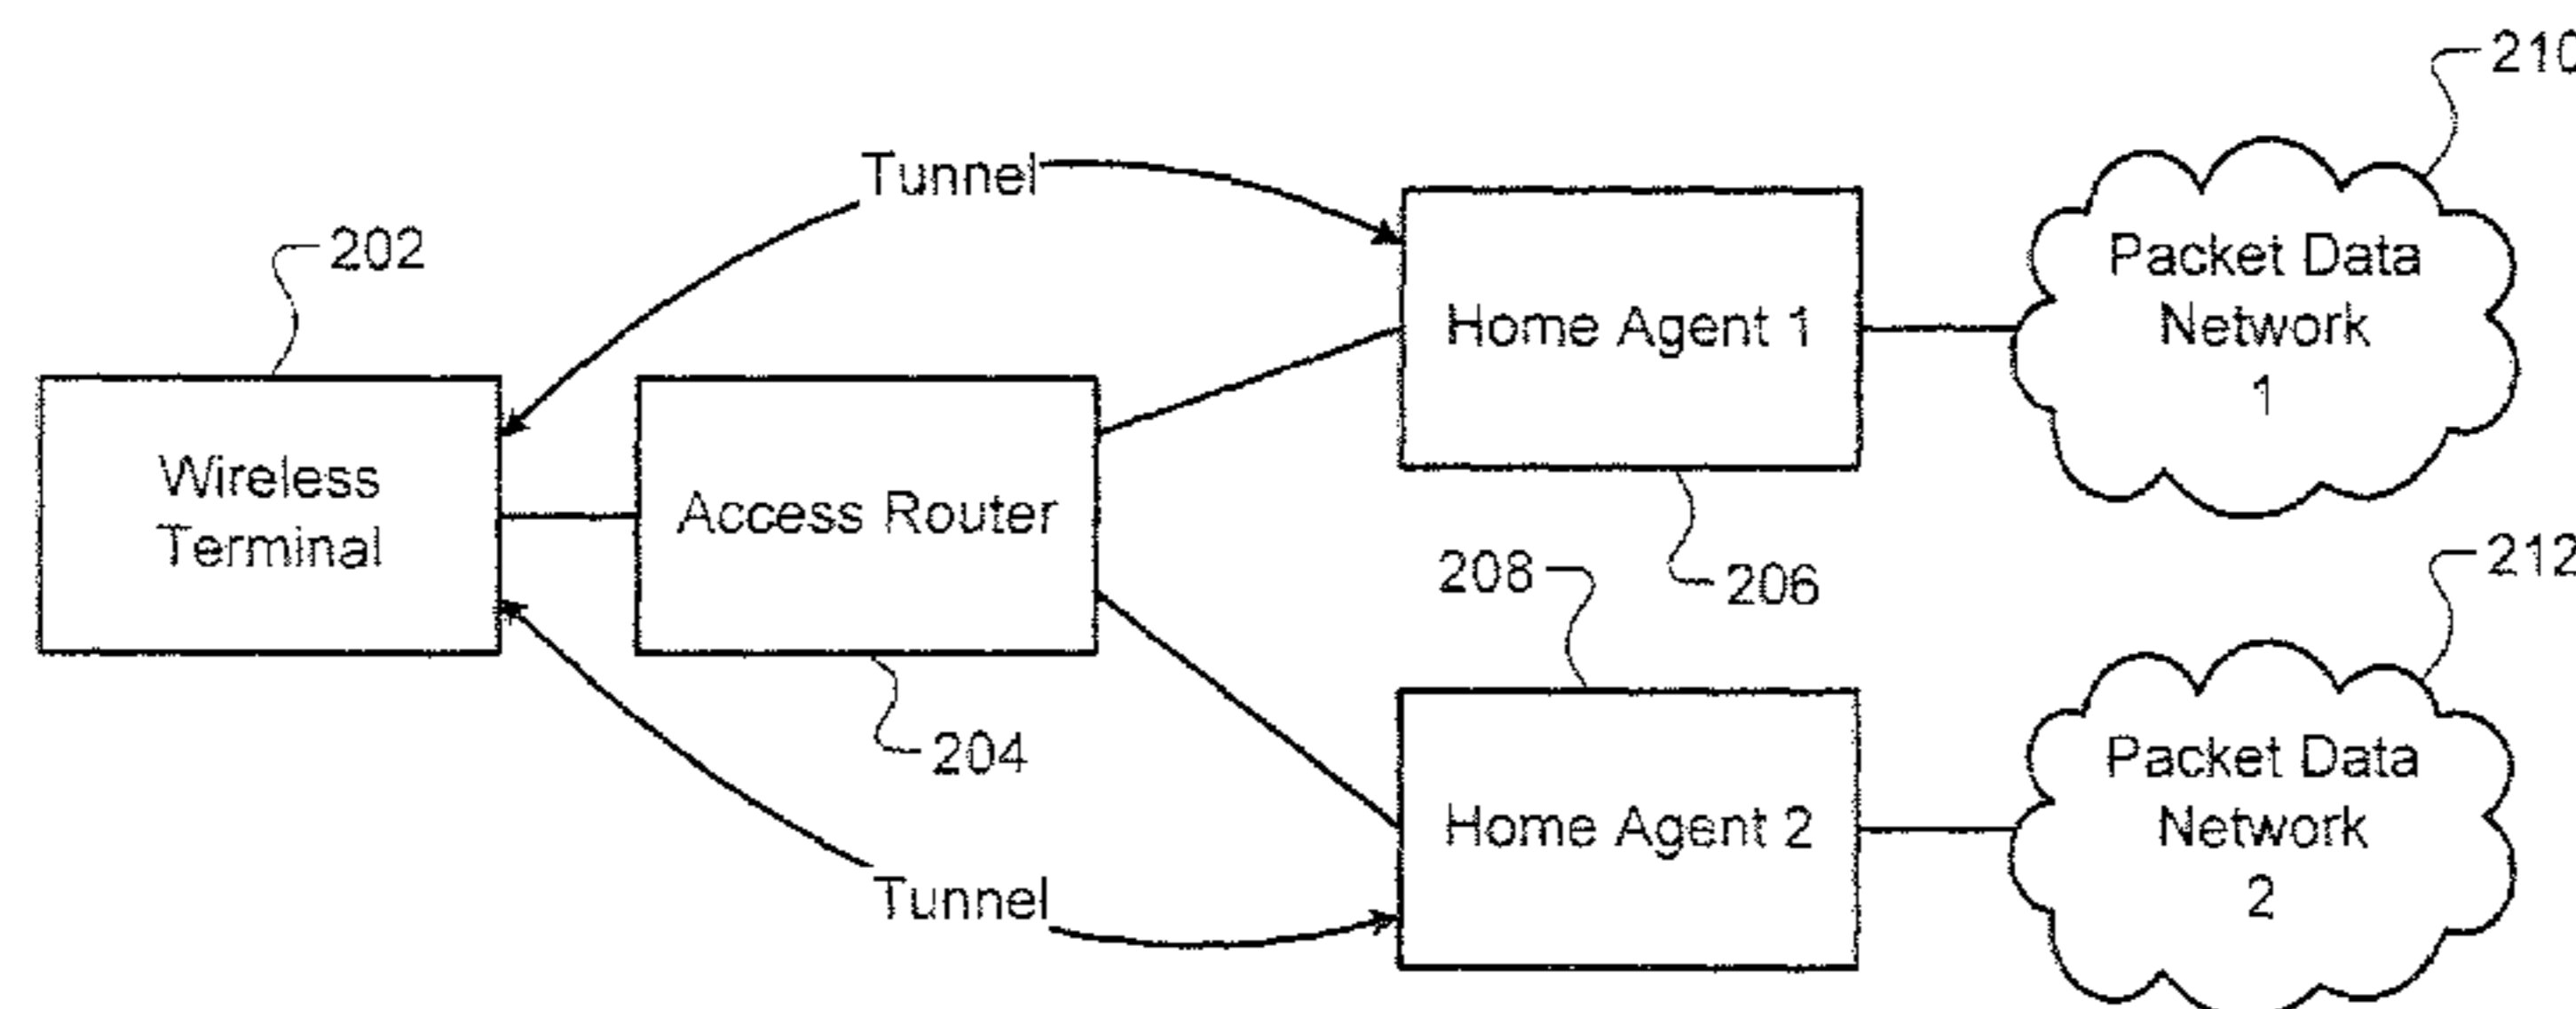 210
Tunnel
202
Packet Data
Network
1
Home Agent 1
Wireless
Terminal
Access Router
206
208
212
204
Packet Data
Network
2
Home Agent 2
Tunnel